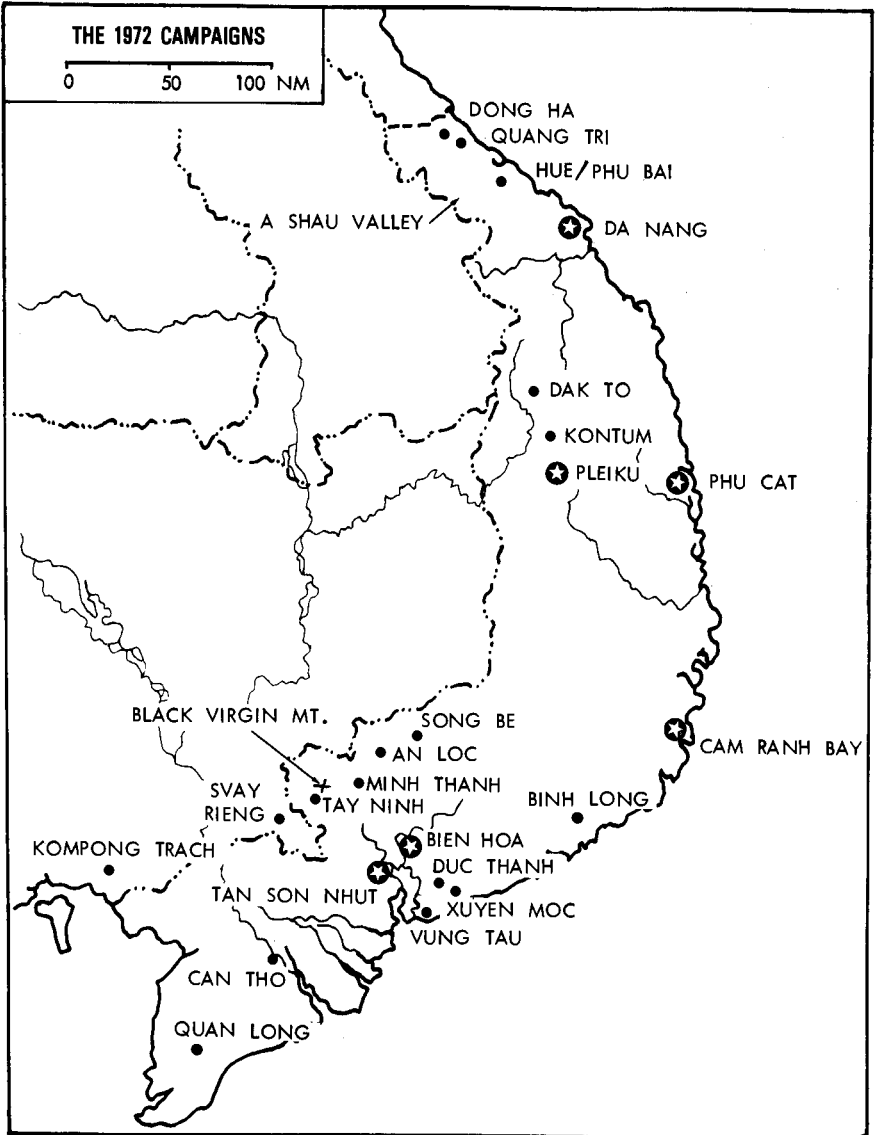 THE 1972 CAMPAIGNS
0 50 100 NM
DONG HA
QUANG TRI
HUE/PHU BAI
A SHAU VALLEY
DA NANG
DAK TO
KONTUM
PLEIKU
PHU CAT
BLACK VIRGIN MT.
SONG BE
AN LOC
CAM RANH BAY
MINH THANH
SVAY
RIENG
TAY NINH
BINH LONG
KOMPONG TRACH
BIEN HOA
DUC THANH
TAN SON NHUT
XUYEN MOC
VUNG TAU
CAN THO
QUAN LONG